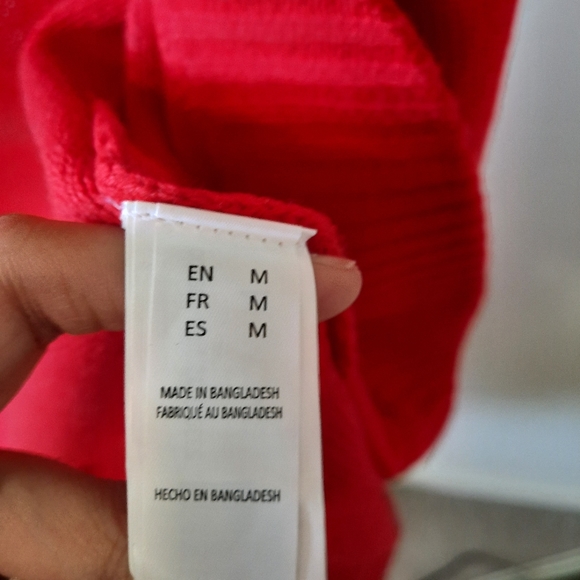 EN M
FR M
ES M
MADE IN BANGLADESH
FABRIQUÉ AU BANGLADESH
HECHO EN BANGLADESH